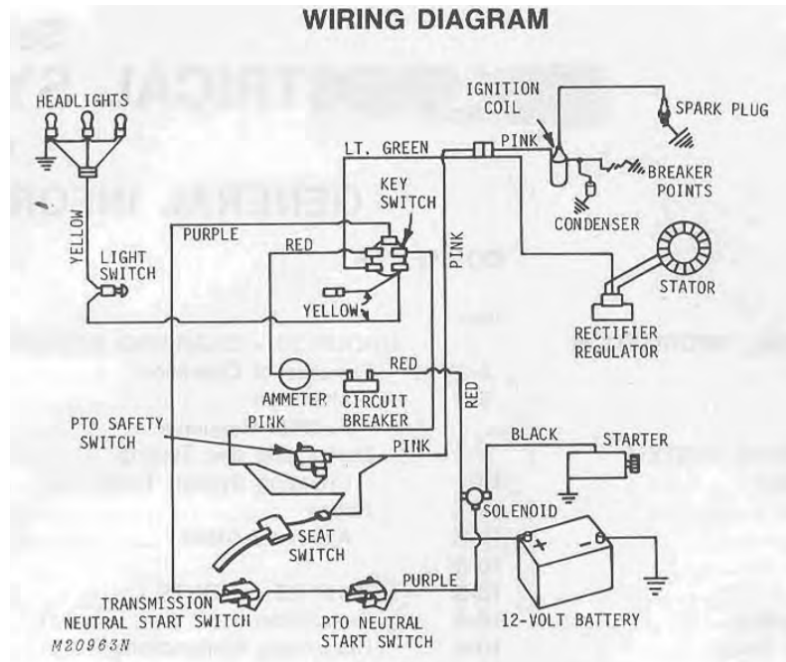 WIRING DIAGRAM
HEADLIGHTS
IGNITION
COIL
SPARK PLUG
LT. GREEN
PINK
BREAKER
POINTS
KEY
SWITCH
CONDENSER
YELLOW
PURPLE
RED
PINK
LIGHT
SWITCH
STATOR
YELLOW
RECTIFIER
REGULATOR
RED
RED
AMMETER
CIRCUIT
BREAKER
PTO SAFETY
SWITCH
PINK
PINK
BLACK
STARTER
SOLENOID
SEAT
SWITCH
+ -
PURPLE
TRANSMISSION
NEUTRAL START SWITCH
PTO NEUTRAL
START SWITCH
12-VOLT BATTERY
M20963N